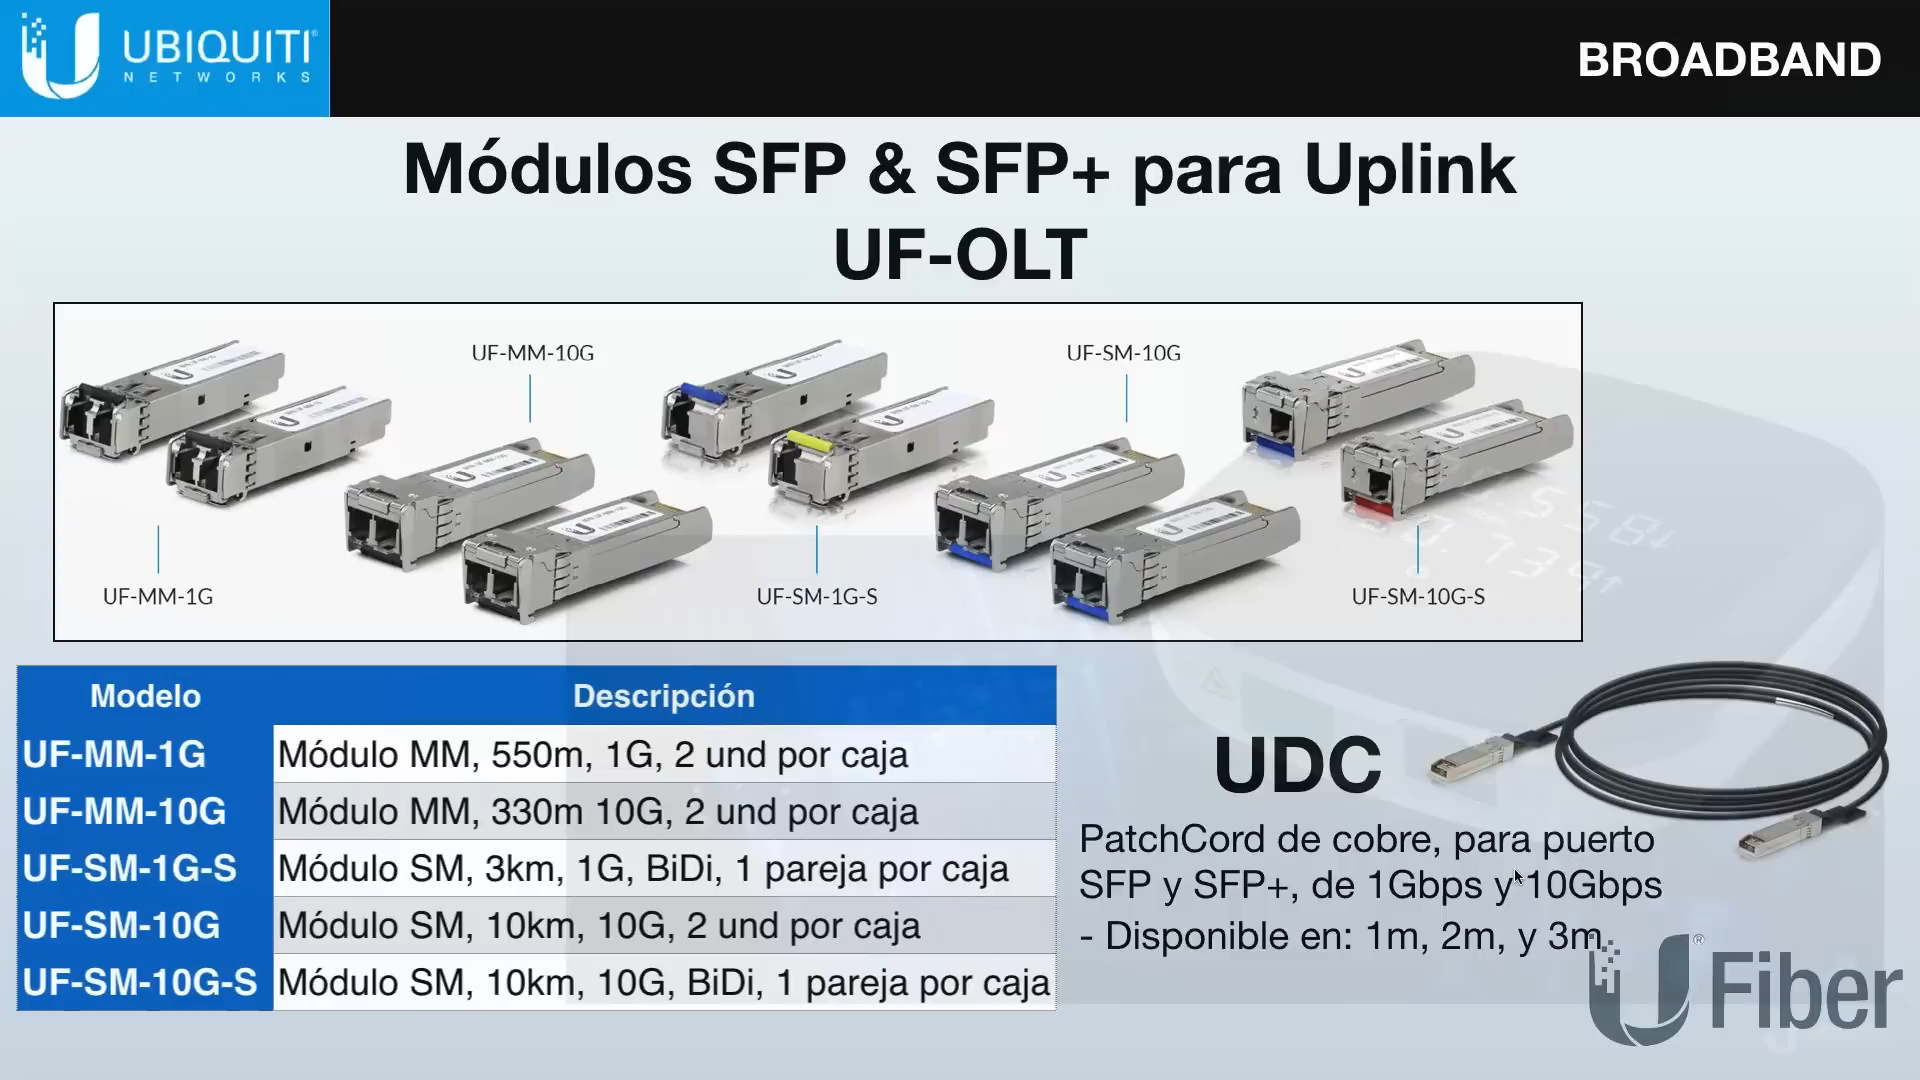 UBIQUITI®
NETWORKS
BROADBAND
Módulos SFP & SFP+ para Uplink
UF-OLT
UF-MM-10G
UF-SM-10G
UF-MM-1G
UF-SM-1G-S
UF-SM-10G-S
Modelo Descripción
UF-MM-1G Módulo MM, 550m, 1G, 2 und por caja
UF-MM-10G Módulo MM, 330m 10G, 2 und por caja
UF-SM-1G-S Módulo SM, 3km, 1G, BiDi, 1 pareja por caja
UF-SM-10G Módulo SM, 10km, 10G, 2 und por caja
UF-SM-10G-S Módulo SM, 10km, 10G, BiDi, 1 pareja por caja
UDC
PatchCord de cobre, para puerto
SFP y SFP+, de 1Gbps y 10Gbps
- Disponible en: 1m, 2m, y 3m
® Fiber